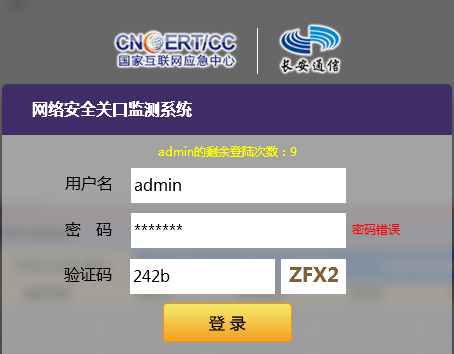 CNCERT/CC
国家互联网应急中心
长安通信
网络安全关口监测系统
admin的剩余登陆次数：9
用户名 admin
密 码 ******* 密码错误
验证码 242b ZFX2
登 录